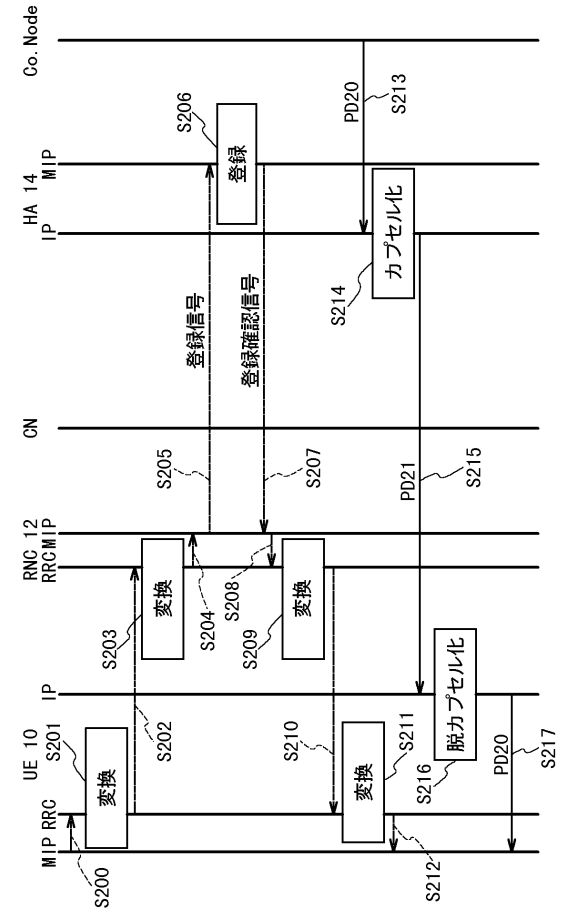 UE 10
RNC 12
HA 14
MIP
RRC
IP
RRC
MIP
CN
IP
MIP
Co. Node
S200
変換
S201
S202
変換
S203
S204
登録信号
S205
登録
S206
登録確認信号
S207
S208
変換
S209
S210
変換
S211
S212
PD20
S213
カプセル化
S214
PD21
S215
脱カプセル化
S216
PD20
S217